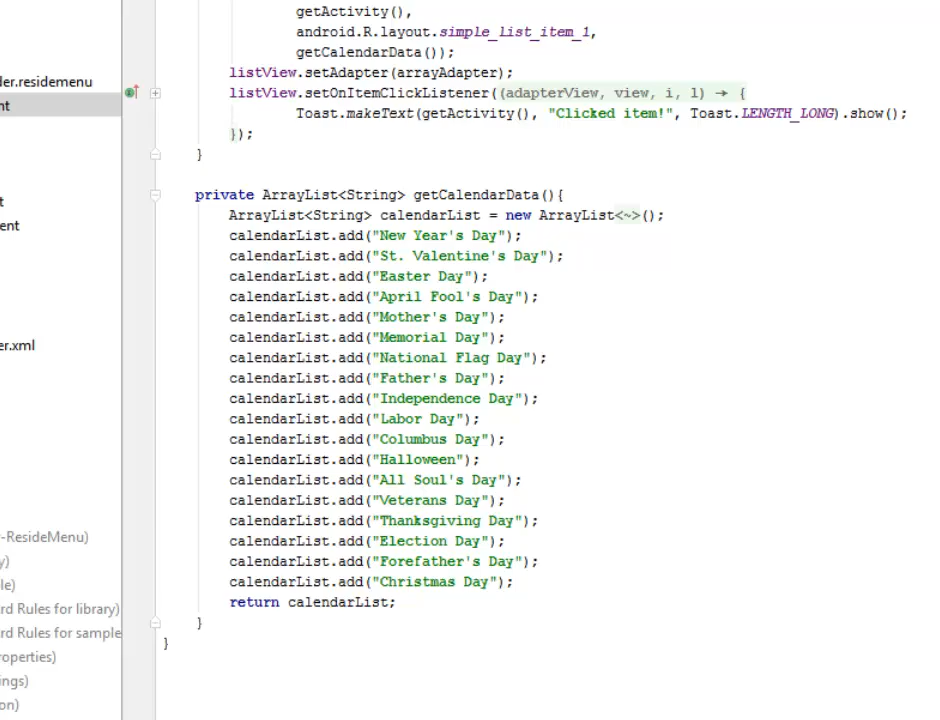 getActivity(),
android.R.layout.simple_list_item_1,
getCalendarData());
listView.setAdapter(arrayAdapter);
listView.setOnItemClickListener((adapterView, view, i, l) → {
Toast.makeText(getActivity(), "Clicked item!", Toast.LENGTH_LONG).show();
});
}
private ArrayList<String> getCalendarData(){
ArrayList<String> calendarList = new ArrayList<~>();
calendarList.add("New Year's Day");
calendarList.add("St. Valentine's Day");
calendarList.add("Easter Day");
calendarList.add("April Fool's Day");
calendarList.add("Mother's Day");
calendarList.add("Memorial Day");
calendarList.add("National Flag Day");
calendarList.add("Father's Day");
calendarList.add("Independence Day");
calendarList.add("Labor Day");
calendarList.add("Columbus Day");
calendarList.add("Halloween");
calendarList.add("All Soul's Day");
calendarList.add("Veterans Day");
calendarList.add("Thanksgiving Day");
calendarList.add("Election Day");
calendarList.add("Forefather's Day");
calendarList.add("Christmas Day");
return calendarList;
}
}
der.residemenu
nt
t
ent
er.xml
-ResideMenu)
y)
le)
rd Rules for library)
rd Rules for sample
roperties)
ings)
on)